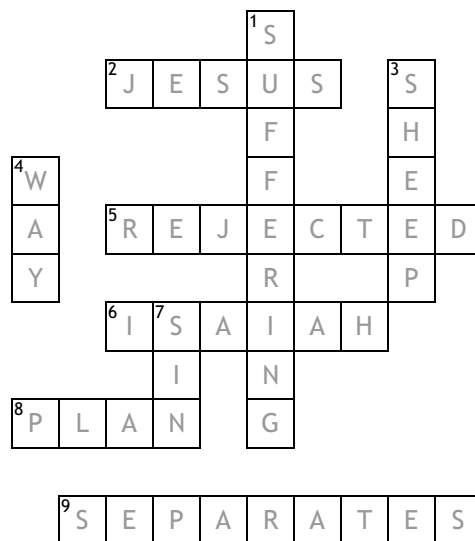 1 S
2 J E S U S 3 S
F H
4 W F E
A 5 R E J E C T E D
Y R P
6 I 7 S A I A H
I N
8 P L A N G
9 S E P A R A T E S